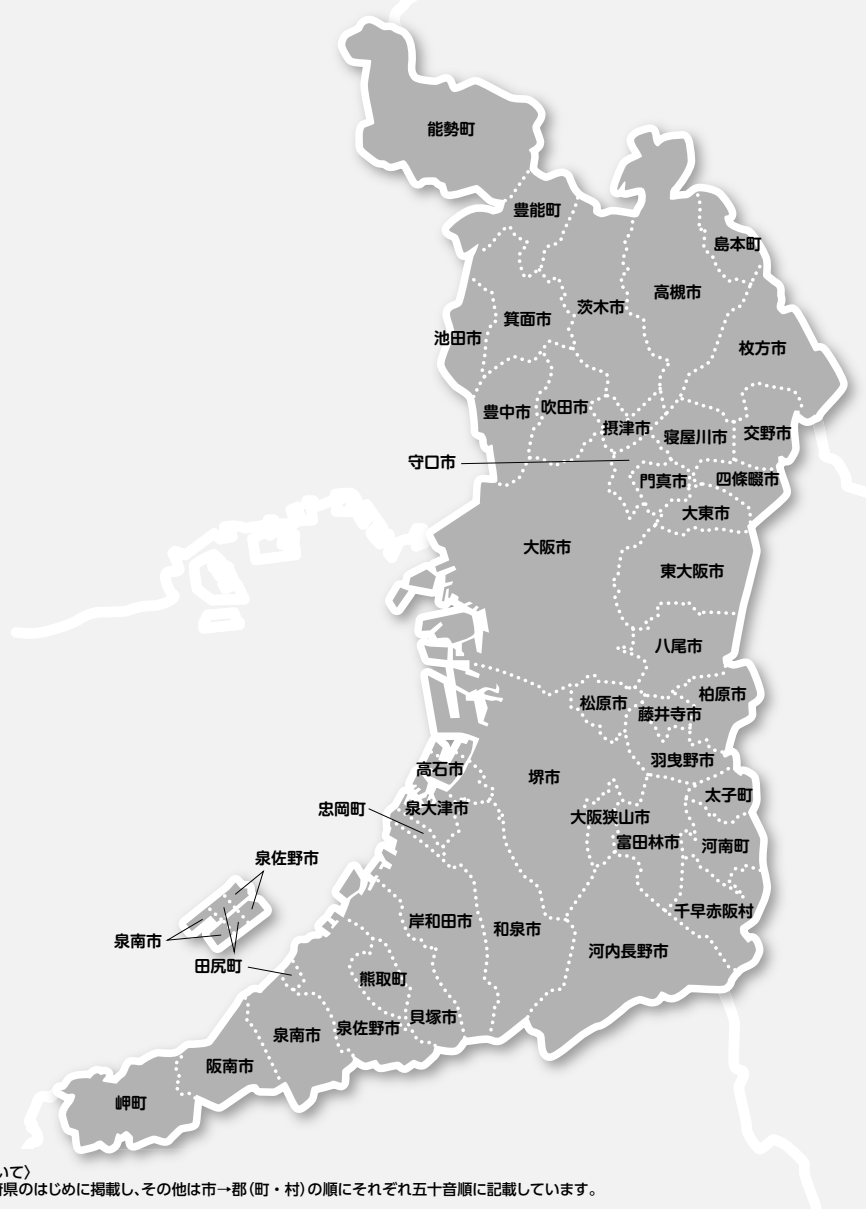 能勢町
豊能町
島本町
高槻市
茨木市
箕面市
池田市
枚方市
豊中市
吹田市
摂津市
寝屋川市
交野市
守口市
門真市
四條畷市
大東市
大阪市
東大阪市
八尾市
柏原市
松原市
藤井寺市
羽曳野市
高石市
堺市
太子町
忠岡町
泉大津市
大阪狭山市
富田林市
河南町
泉佐野市
千早赤阪村
岸和田市
和泉市
泉南市
河内長野市
田尻町
熊取町
貝塚市
泉佐野市
泉南市
阪南市
岬町
いて〉
府県のはじめに掲載し、その他は市→郡（町・村）の順にそれぞれ五十音順に記載しています。